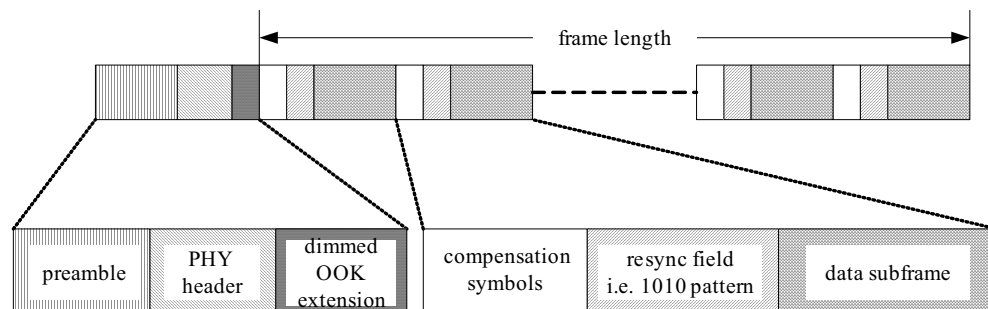 frame length
preamble
PHY
header
dimmed
OOK
extension
compensation
symbols
resync field
i.e. 1010 pattern
data subframe